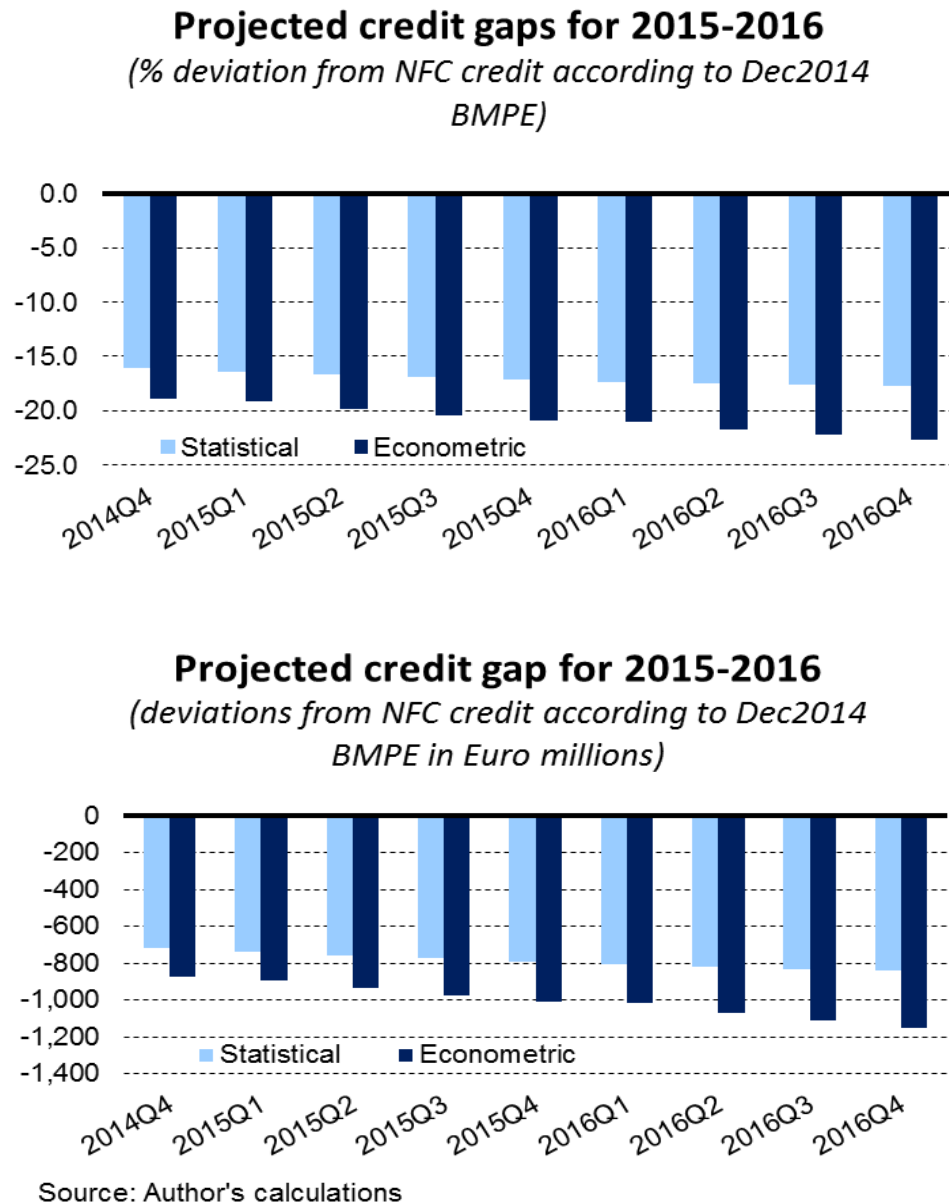 Projected credit gaps for 2015-2016
(% deviation from NFC credit according to Dec2014
BMPE)
0.0
-5.0
-10.0
-15.0
-20.0
-25.0
Statistical Econometric
2014Q4 2015Q1 2015Q2 2015Q3 2015Q4 2016Q1 2016Q2 2016Q3 2016Q4
Projected credit gap for 2015-2016
(deviations from NFC credit according to Dec2014
BMPE in Euro millions)
0
-200
-400
-600
-800
-1,000
-1,200
-1,400
Statistical Econometric
2014Q4 2015Q1 2015Q2 2015Q3 2015Q4 2016Q1 2016Q2 2016Q3 2016Q4
Source: Author's calculations